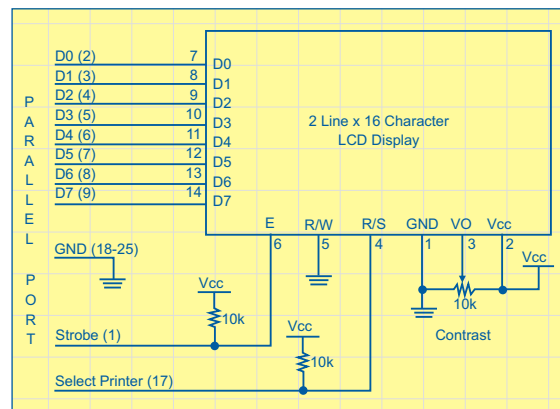 PARALLEL PORT
D0 (2) 7 D0
D1 (3) 8 D1
D2 (4) 9 D2
D3 (5) 10 D3
D4 (6) 11 D4
D5 (7) 12 D5
D6 (8) 13 D6
D7 (9) 14 D7
2 Line x 16 Character
LCD Display
E R/W R/S GND VO Vcc
6 5 4 1 3 2
GND (18-25)
Vcc
10k
Strobe (1)
Vcc
10k
Select Printer (17)
Vcc
10k
Contrast